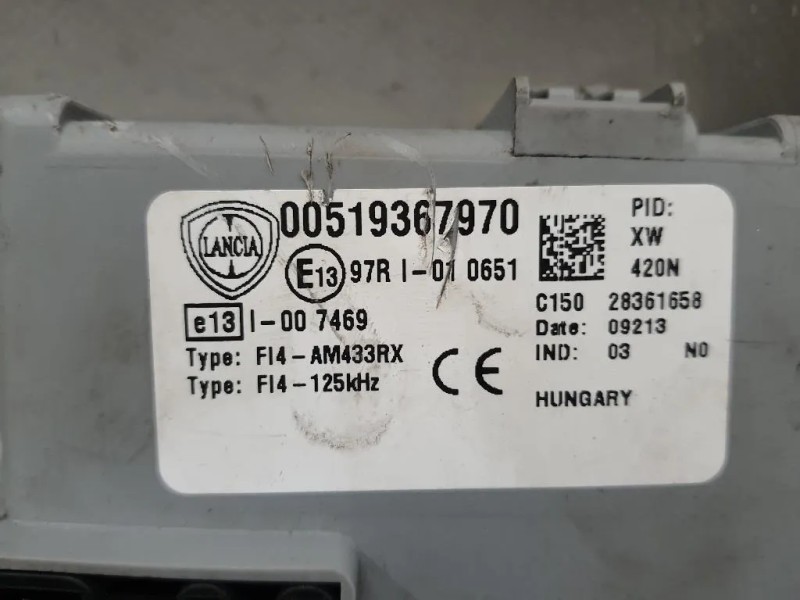 LANCIA 00519367970
E13 97R I-01 0651
e13 I-00 7469
Type: FI4-AM433RX
Type: FI4-125kHz
CE
PID:
XW
420N
C150 28361658
Date: 09213
IND: 03 N0
HUNGARY